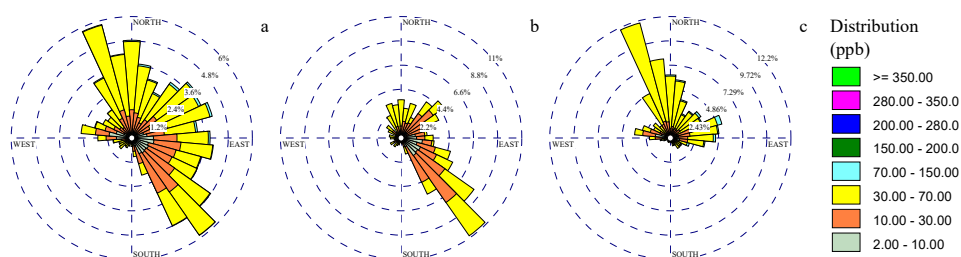 NORTH
a
6%
4.8%
3.6%
2.4%
1.2%
WEST
EAST
SOUTH
NORTH
b
11%
8.8%
6.6%
4.4%
2.2%
WEST
EAST
SOUTH
NORTH
c
12.2%
9.72%
7.29%
4.86%
2.43%
WEST
EAST
SOUTH
Distribution
(ppb)
>= 350.00
280.00 - 350.0
200.00 - 280.0
150.00 - 200.0
70.00 - 150.00
30.00 - 70.00
10.00 - 30.00
2.00 - 10.00